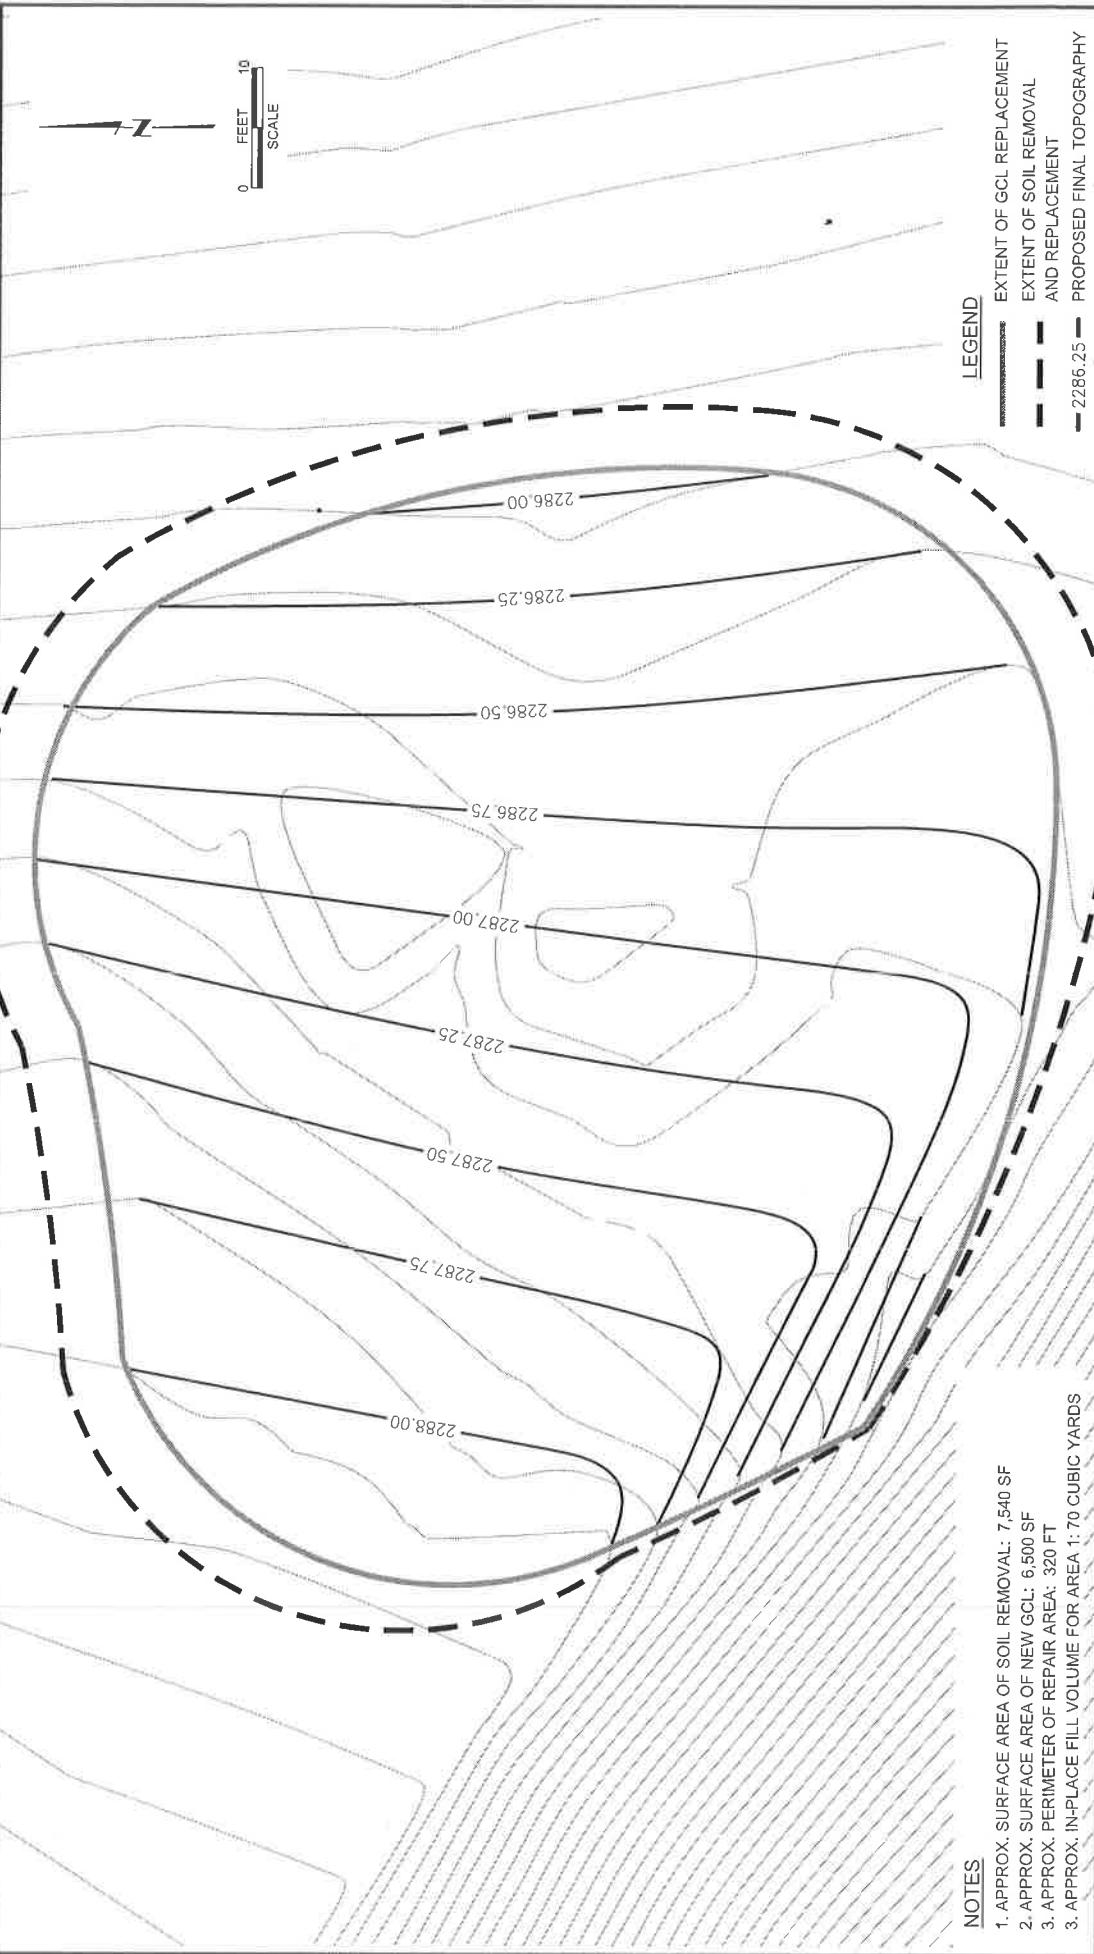 N
0
FEET
10
SCALE
2286.00
2286.25
2286.50
2286.75
2287.00
2287.25
2287.50
2287.75
2288.00
LEGEND
EXTENT OF GCL REPLACEMENT
EXTENT OF SOIL REMOVAL
AND REPLACEMENT
2286.25
PROPOSED FINAL TOPOGRAPHY
NOTES
1. APPROX. SURFACE AREA OF SOIL REMOVAL: 7,540 SF
2. APPROX. SURFACE AREA OF NEW GCL: 6,500 SF
3. APPROX. PERIMETER OF REPAIR AREA: 320 FT
3. APPROX. IN-PLACE FILL VOLUME FOR AREA 1: 70 CUBIC YARDS